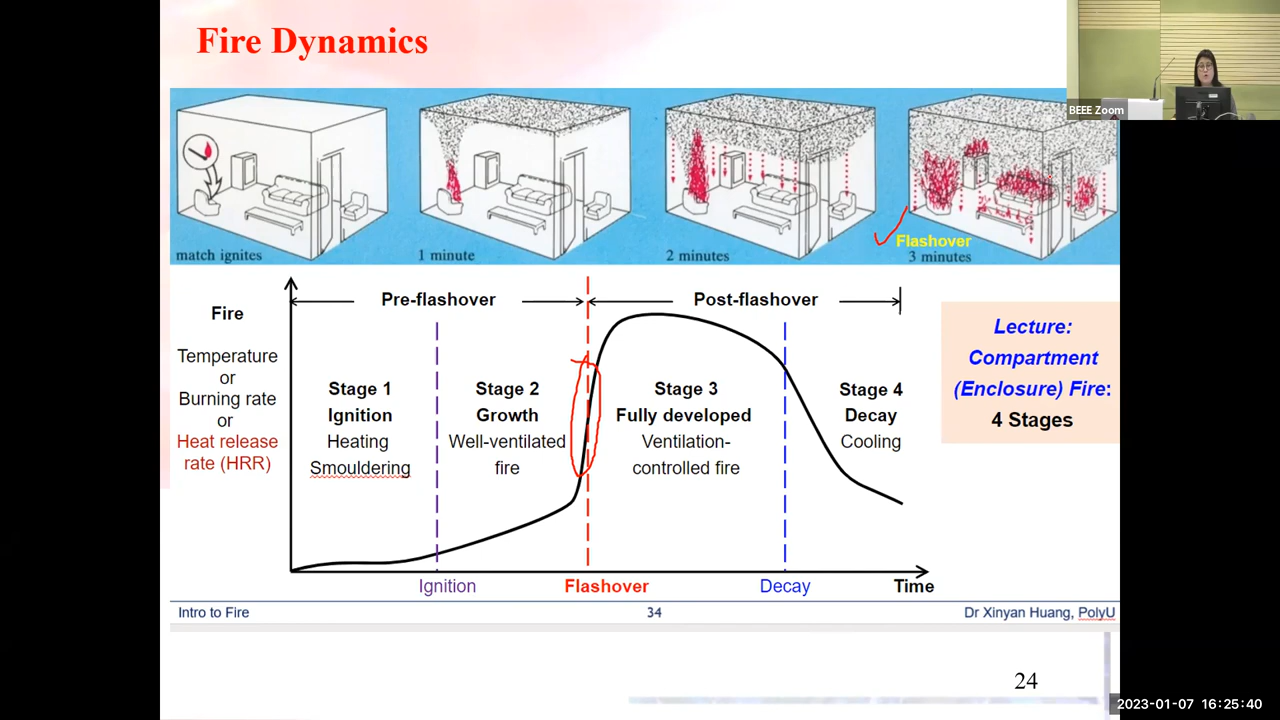 Fire Dynamics
BEEE Zoom
match ignites
1 minute
2 minutes
Flashover
3 minutes
Pre-flashover
Post-flashover
Fire
Temperature
or
Burning rate
or
Heat release
rate (HRR)
Stage 1
Ignition
Heating
Smouldering
Stage 2
Growth
Well-ventilated
fire
Stage 3
Fully developed
Ventilation-
controlled fire
Stage 4
Decay
Cooling
Lecture:
Compartment
(Enclosure) Fire:
4 Stages
Ignition
Flashover
Decay
Time
Intro to Fire
34
Dr Xinyan Huang, PolyU
24
2023-01-07 16:25:40